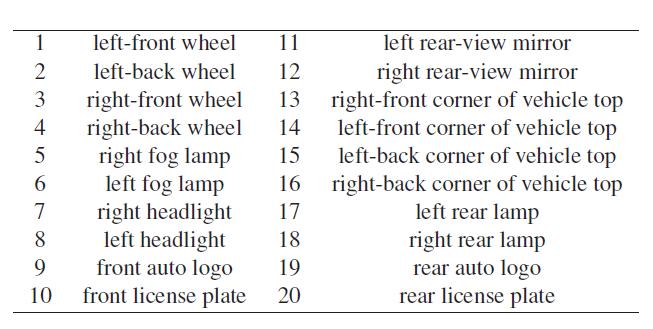 1 left-front wheel 11 left rear-view mirror
2 left-back wheel 12 right rear-view mirror
3 right-front wheel 13 right-front corner of vehicle top
4 right-back wheel 14 left-front corner of vehicle top
5 right fog lamp 15 left-back corner of vehicle top
6 left fog lamp 16 right-back corner of vehicle top
7 right headlight 17 left rear lamp
8 left headlight 18 right rear lamp
9 front auto logo 19 rear auto logo
10 front license plate 20 rear license plate